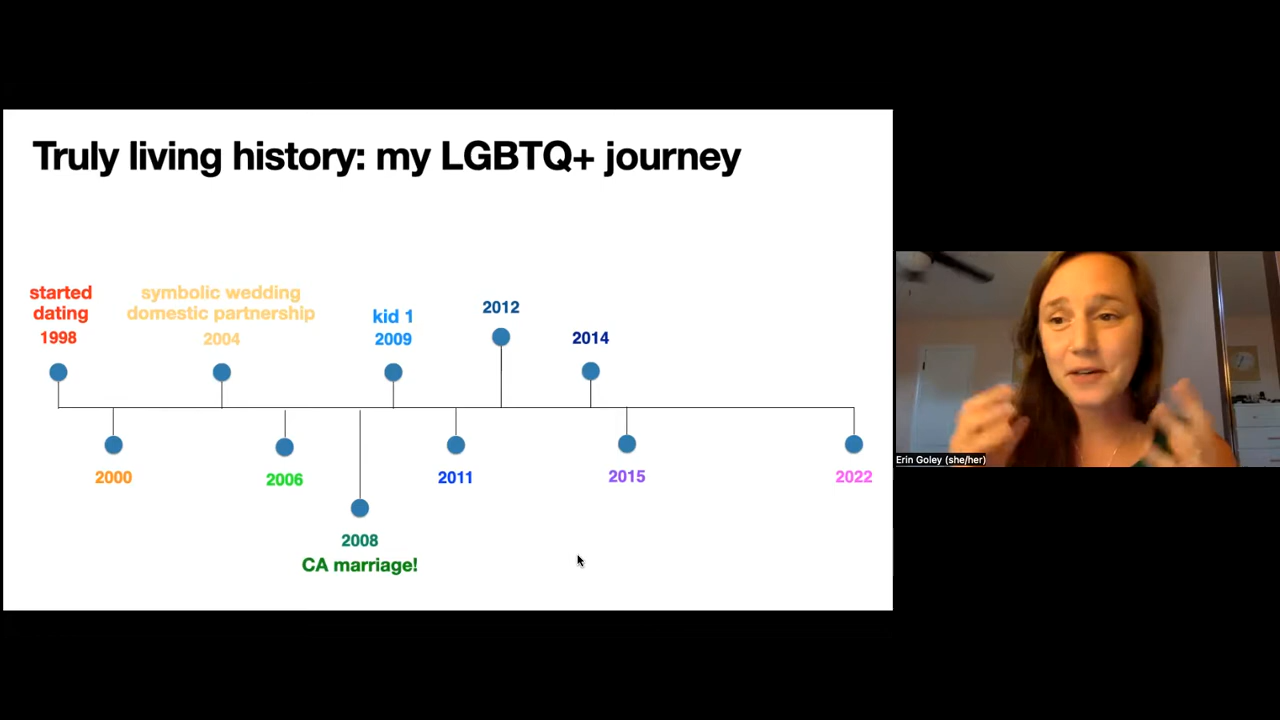 Truly living history: my LGBTQ+ journey
started
dating
1998
symbolic wedding
domestic partnership
2004
kid 1
2009
2012
2014
2000
2006
2008
CA marriage!
2011
2015
2022
Erin Goley (she/her)